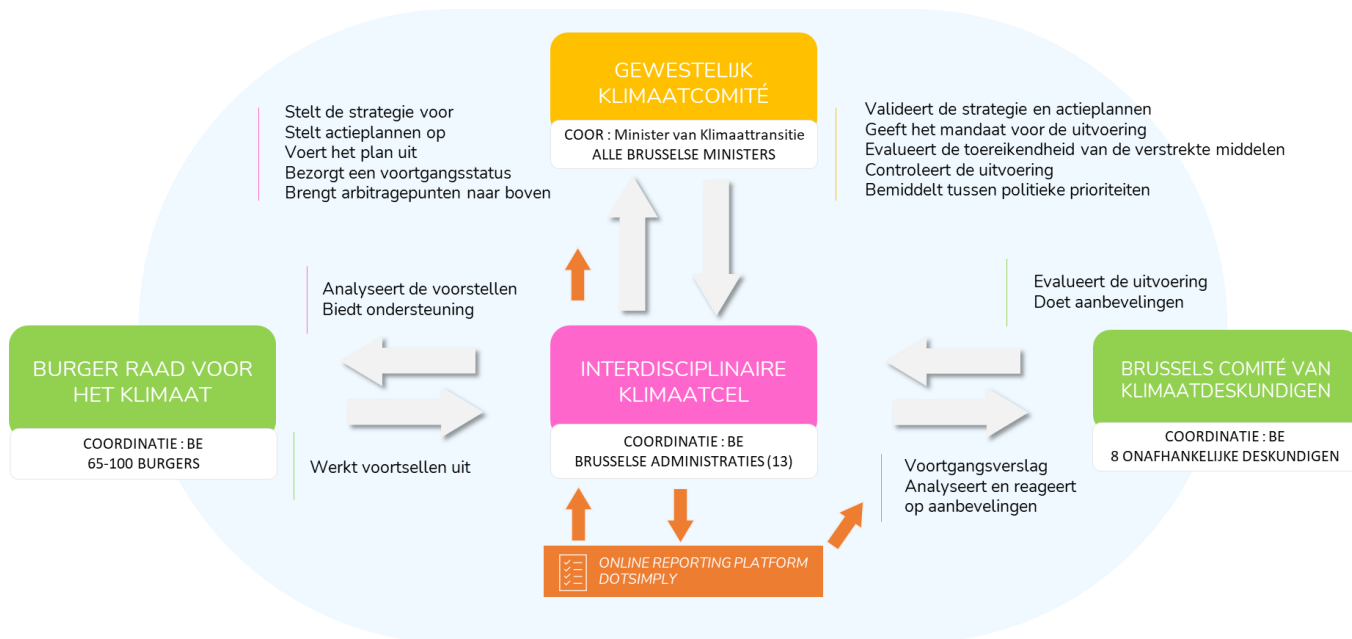 GEWESTELIJK
KLIMAATCOMITÉ
COOR : Minister van Klimaattransitie
ALLE BRUSSELSE MINISTERS
Stelt de strategie voor
Stelt actieplannen op
Voert het plan uit
Bezorgt een voortgangsstatus
Brengt arbitragepunten naar boven
Valideert de strategie en actieplannen
Geeft het mandaat voor de uitvoering
Evalueert de toereikendheid van de verstrekte middelen
Controleert de uitvoering
Bemiddelt tussen politieke prioriteiten
Analyseert de voorstellen
Biedt ondersteuning
Evalueert de uitvoering
Doet aanbevelingen
BURGER RAAD VOOR
HET KLIMAAT
COORDINATIE : BE
65-100 BURGERS
INTERDISCIPLINAIRE
KLIMAATCEL
COORDINATIE : BE
BRUSSELSE ADMINISTRATIES (13)
BRUSSELS COMITÉ VAN
KLIMAATDESKUNDIGEN
COORDINATIE : BE
8 ONAFHANKELIJKE DESKUNDIGEN
Werkt voortsellen uit
Voortgangsverslag
Analyseert en reageert
op aanbevelingen
ONLINE REPORTING PLATFORM
DOTSIMPLY